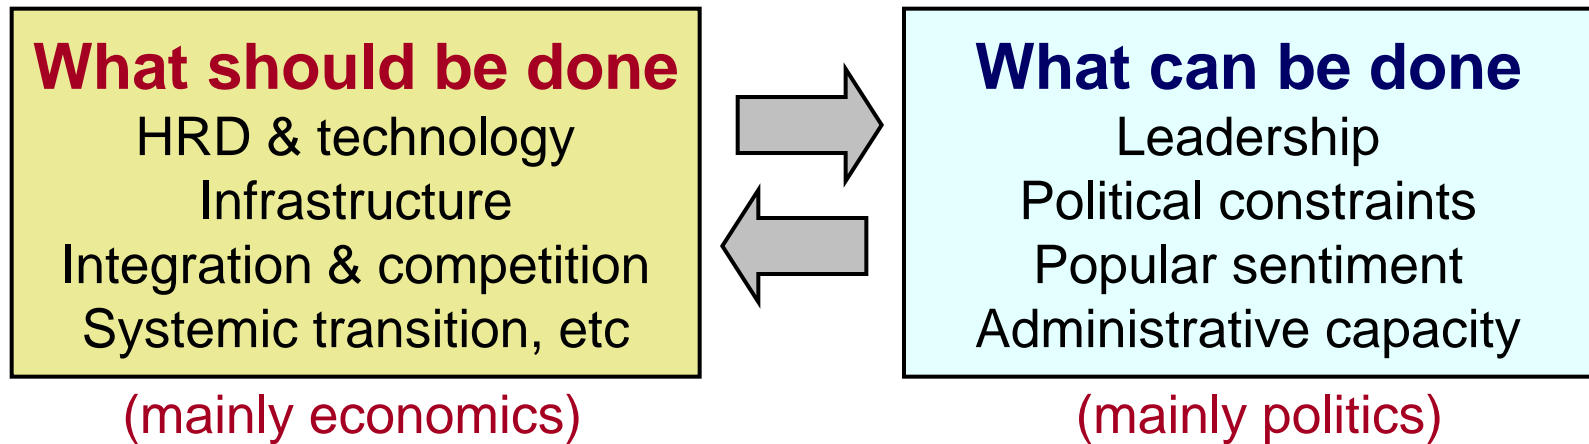 What should be done
HRD & technology
Infrastructure
Integration & competition
Systemic transition, etc
(mainly economics)
What can be done
Leadership
Political constraints
Popular sentiment
Administrative capacity
(mainly politics)